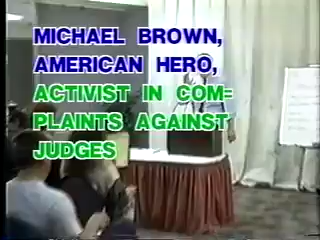 MICHAEL BROWN,
AMERICAN HERO,
ACTIVIST IN COM=
PLAINTS AGAINST
JUDGES